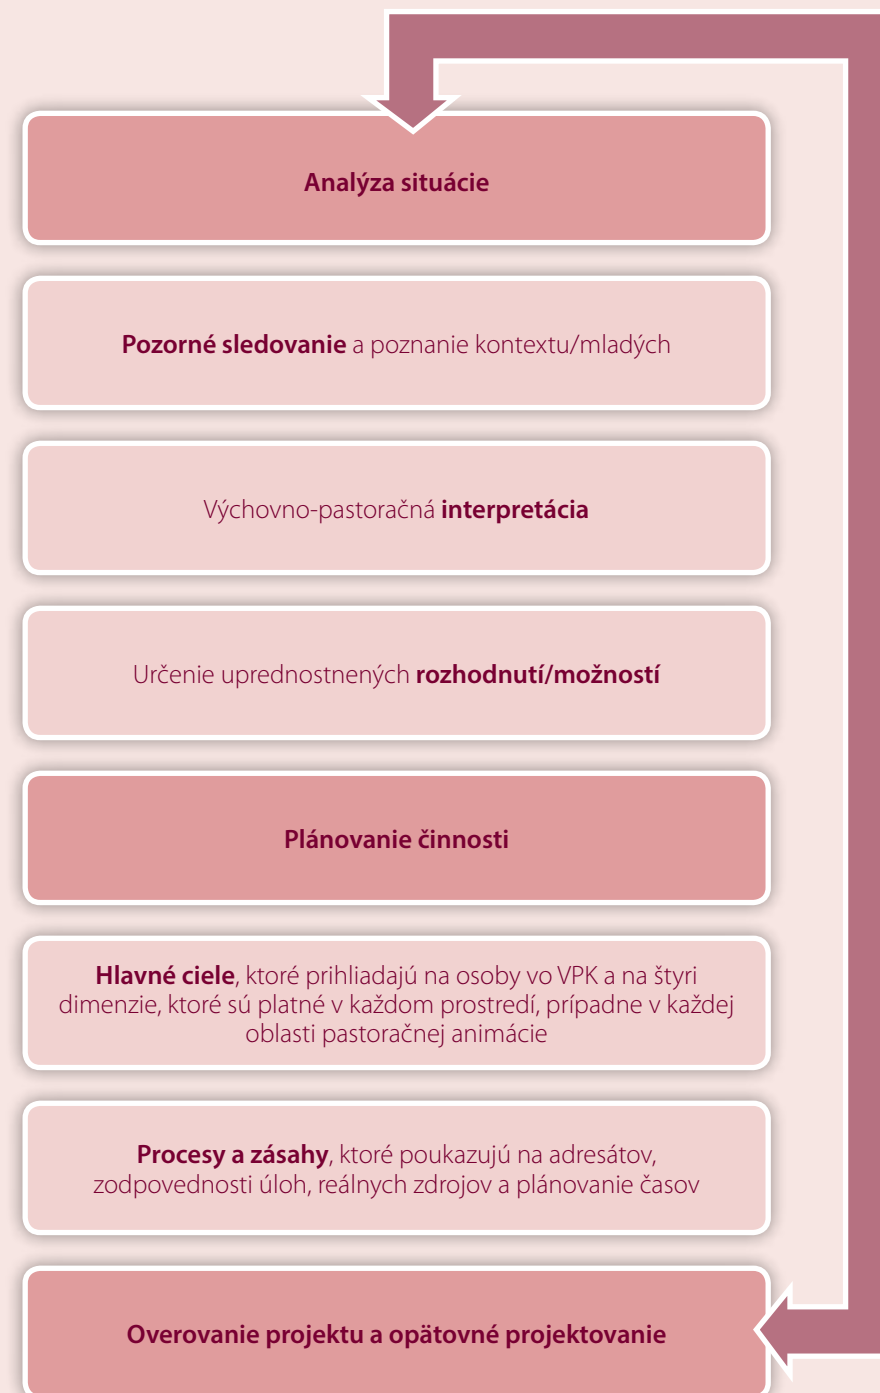 Analýza situácie
Pozorné sledovanie a poznanie kontextu/mladých
Výchovno-pastoračná interpretácia
Určenie uprednostnených rozhodnutí/možností
Plánovanie činnosti
Hlavné ciele, ktoré prihliadajú na osoby vo VPK a na štyri
dimenzie, ktoré sú platné v každom prostredí, prípadne v každej
oblasti pastoračnej animácie
Procesy a zásahy, ktoré poukazujú na adresátov,
zodpovednosti úloh, reálnych zdrojov a plánovanie časov
Overovanie projektu a opätovné projektovanie